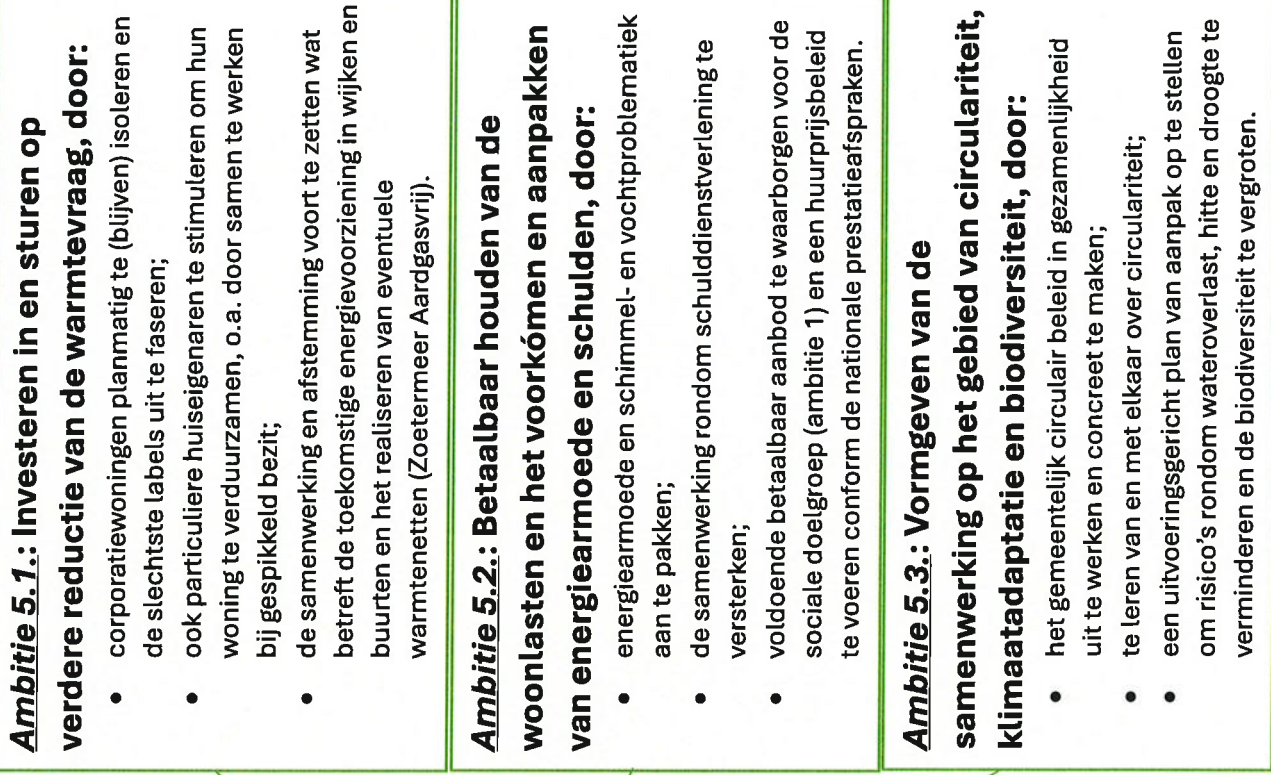 Ambitie 5.1.: Investeren in en sturen op
verdere reductie van de warmtevraag, door:
• corporatiewoningen planmatig te (blijven) isoleren en
de slechtste labels uit te faseren;
• ook particuliere huiseigenaren te stimuleren om hun
woning te verduurzamen, o.a. door samen te werken
bij gespikkeld bezit;
• de samenwerking en afstemming voort te zetten wat
betreft de toekomstige energievoorziening in wijken en
buurten en het realiseren van eventuele
warmtenetten (Zoetermeer Aardgasvrij).
Ambitie 5.2.: Betaalbaar houden van de
woonlasten en het voorkómen en aanpakken
van energiearmoede en schulden, door:
• energiearmoede en schimmel- en vochtproblematiek
aan te pakken;
• de samenwerking rondom schulddienstverlening te
versterken;
• voldoende betaalbaar aanbod te waarborgen voor de
sociale doelgroep (ambitie 1) en een huurprijsbeleid
te voeren conform de nationale prestatieafspraken.
Ambitie 5.3.: Vormgeven van de
samenwerking op het gebied van circulariteit,
klimaatadaptatie en biodiversiteit, door:
• het gemeentelijk circulair beleid in gezamenlijkheid
uit te werken en concreet te maken;
• te leren van en met elkaar over circulariteit;
• een uitvoeringsgericht plan van aanpak op te stellen
om risico's rondom wateroverlast, hitte en droogte te
verminderen en de biodiversiteit te vergroten.